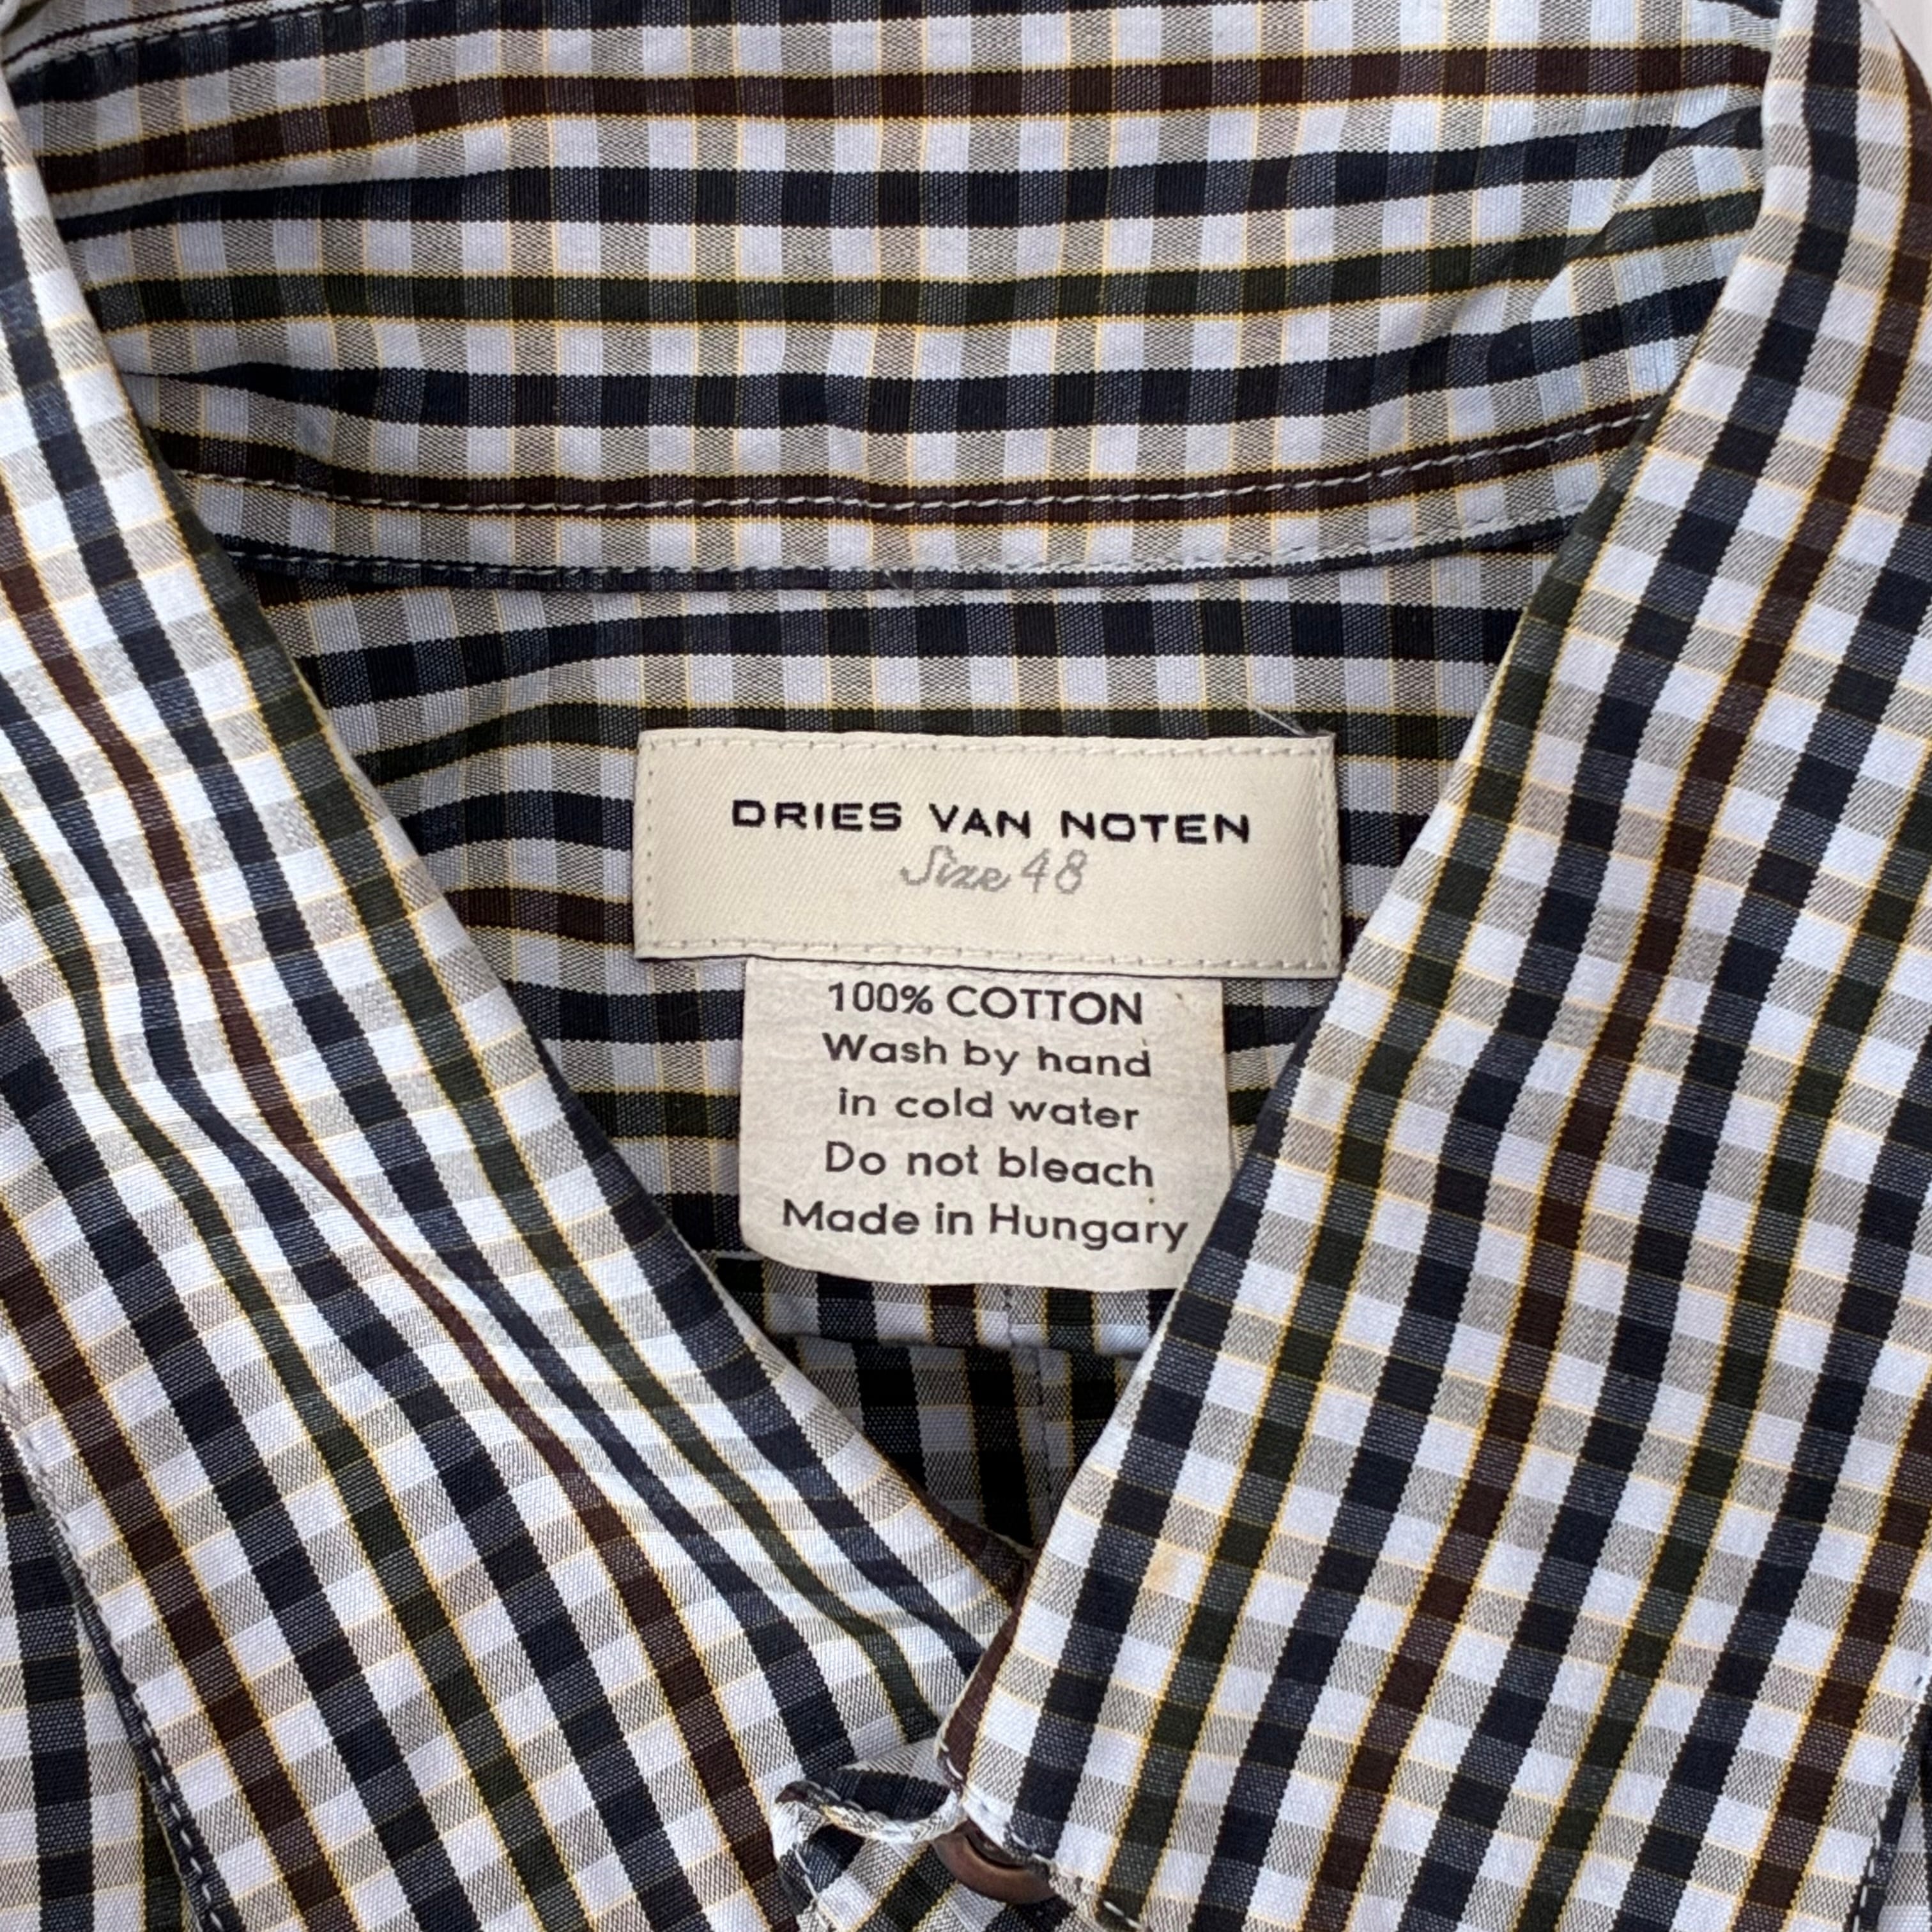 DRIES VAN NOTEN
Size 48
100% COTTON
Wash by hand
in cold water
Do not bleach
Made in Hungary